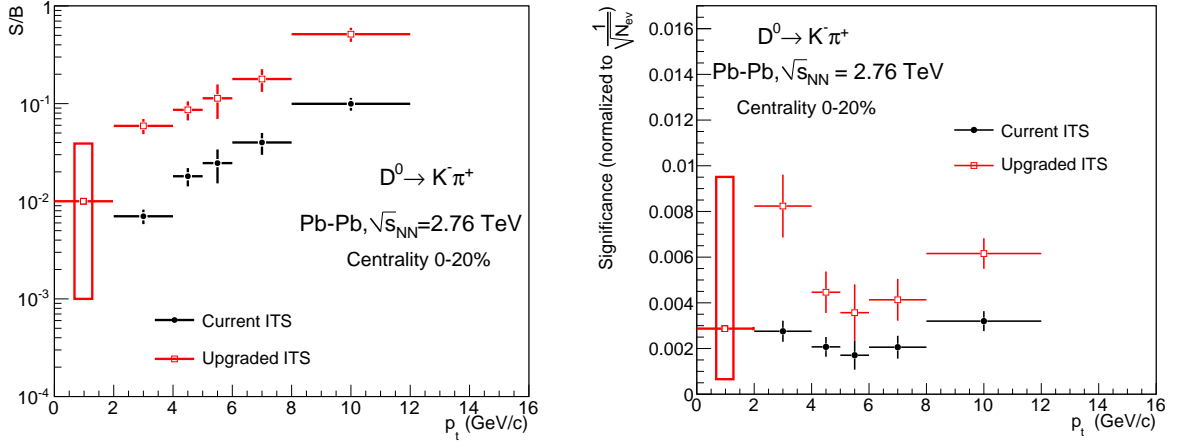 S/B
1
10⁻¹
10⁻²
10⁻³
10⁻⁴
D⁰→ K⁻π⁺
Pb-Pb, √s_NN=2.76 TeV
Centrality 0-20%
Current ITS
Upgraded ITS
0 2 4 6 8 10 12 14 16
p_t (GeV/c)
Significance (normalized to 1/√N_ev)
0.016
0.014
0.012
0.01
0.008
0.006
0.004
0.002
0
D⁰→ K⁻π⁺
Pb-Pb, √s_NN = 2.76 TeV
Centrality 0-20%
Current ITS
Upgraded ITS
0 2 4 6 8 10 12 14 16
p_t (GeV/c)